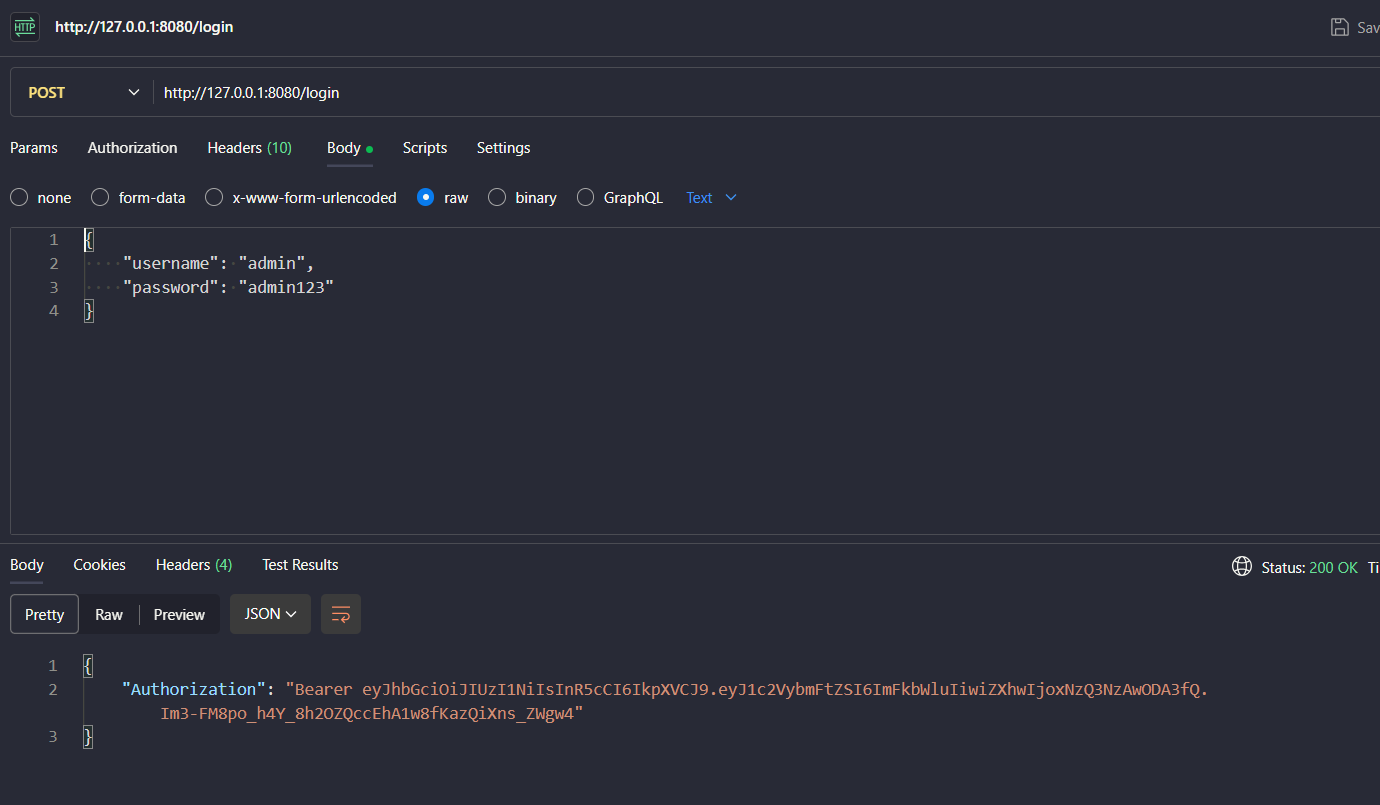 HTTP http://127.0.0.1:8080/login Sav
POST http://127.0.0.1:8080/login
Params Authorization Headers (10) Body Scripts Settings
none form-data x-www-form-urlencoded raw binary GraphQL Text
1 {
2 "username": "admin",
3 "password": "admin123"
4 }
Body Cookies Headers (4) Test Results Status: 200 OK Ti
Pretty Raw Preview JSON
1 {
2 "Authorization": "Bearer eyJhbGciOiJIUzI1NiIsInR5cCI6IkpXVCJ9.eyJ1c2VybmFtZSI6ImFkbWluIiwiZXhwIjoxNzQ3NzAwODA3fQ.
Im3-FM8po_h4Y_8h2OZQccEhA1w8fKazQiXns_ZWgw4"
3 }